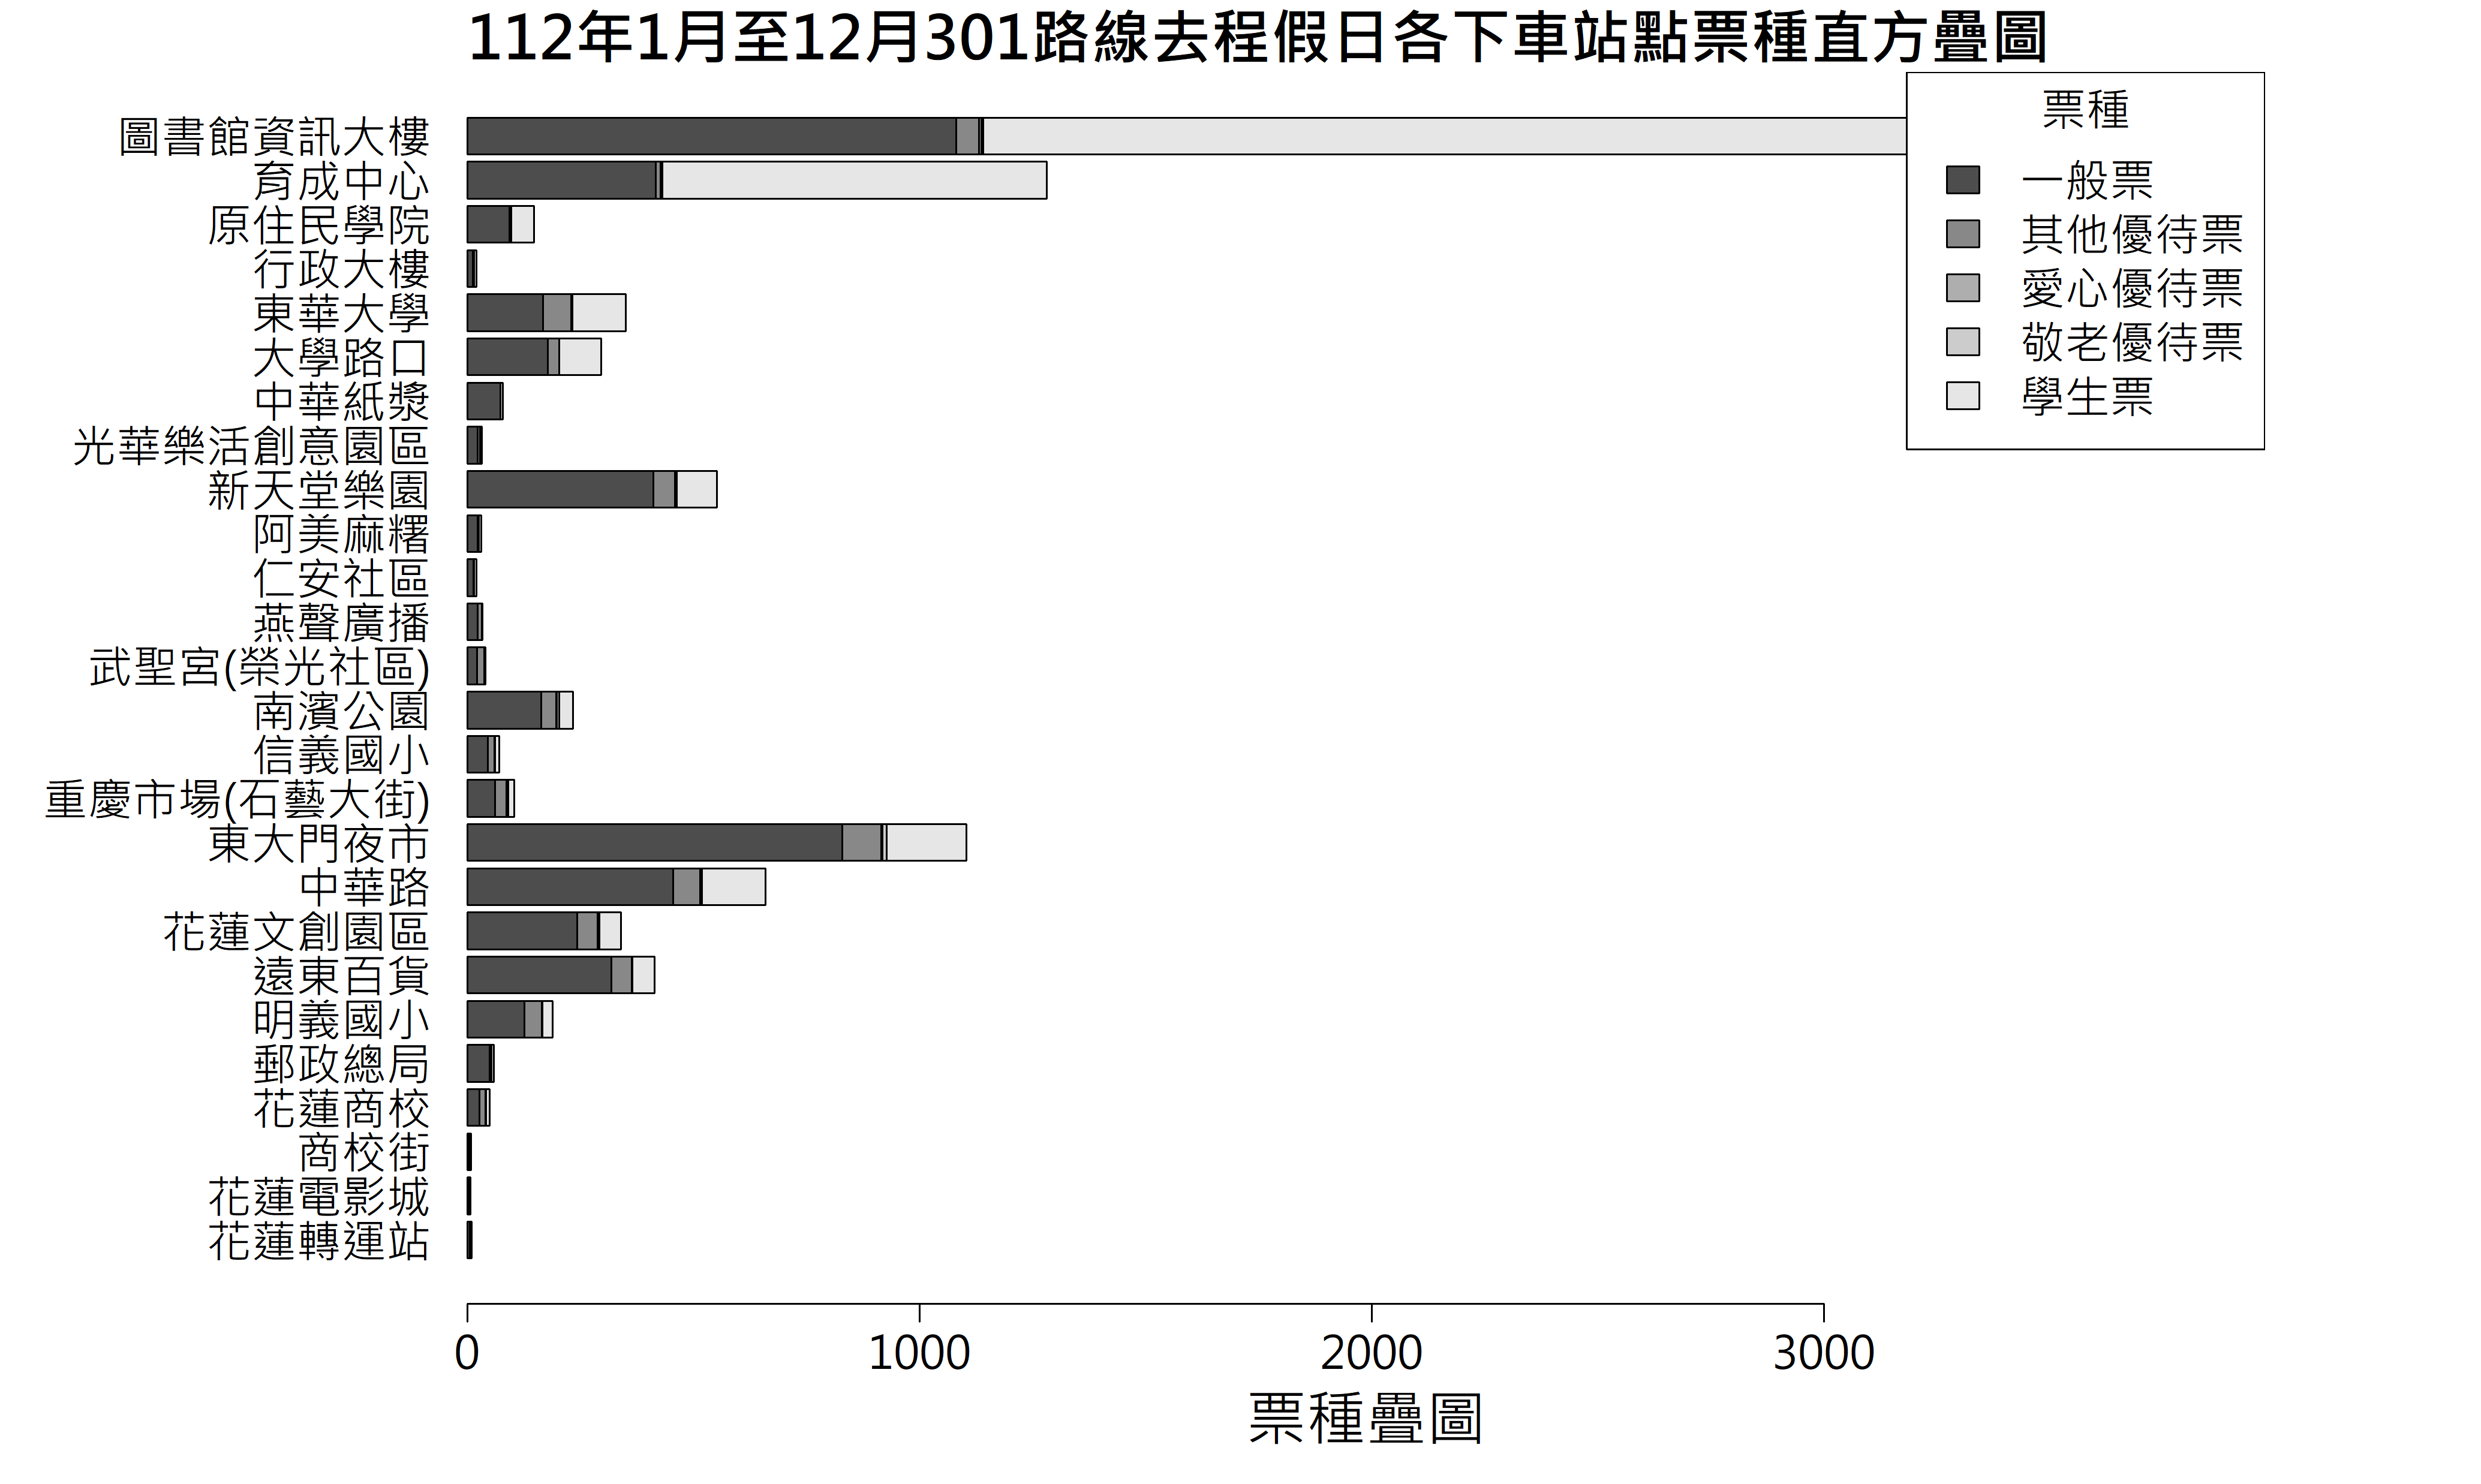 112年1月至12月301路線去程假日各下車站點票種直方疊圖
票種
一般票
其他優待票
愛心優待票
敬老優待票
學生票
圖書館資訊大樓
育成中心
原住民學院
行政大樓
東華大學
大學路口
中華紙漿
光華樂活創意園區
新天堂樂園
阿美麻糬
仁安社區
燕聲廣播
武聖宮(榮光社區)
南濱公園
信義國小
重慶市場(石藝大街)
東大門夜市
中華路
花蓮文創園區
遠東百貨
明義國小
郵政總局
花蓮商校
商校街
花蓮電影城
花蓮轉運站
0 1000 2000 3000
票種疊圖